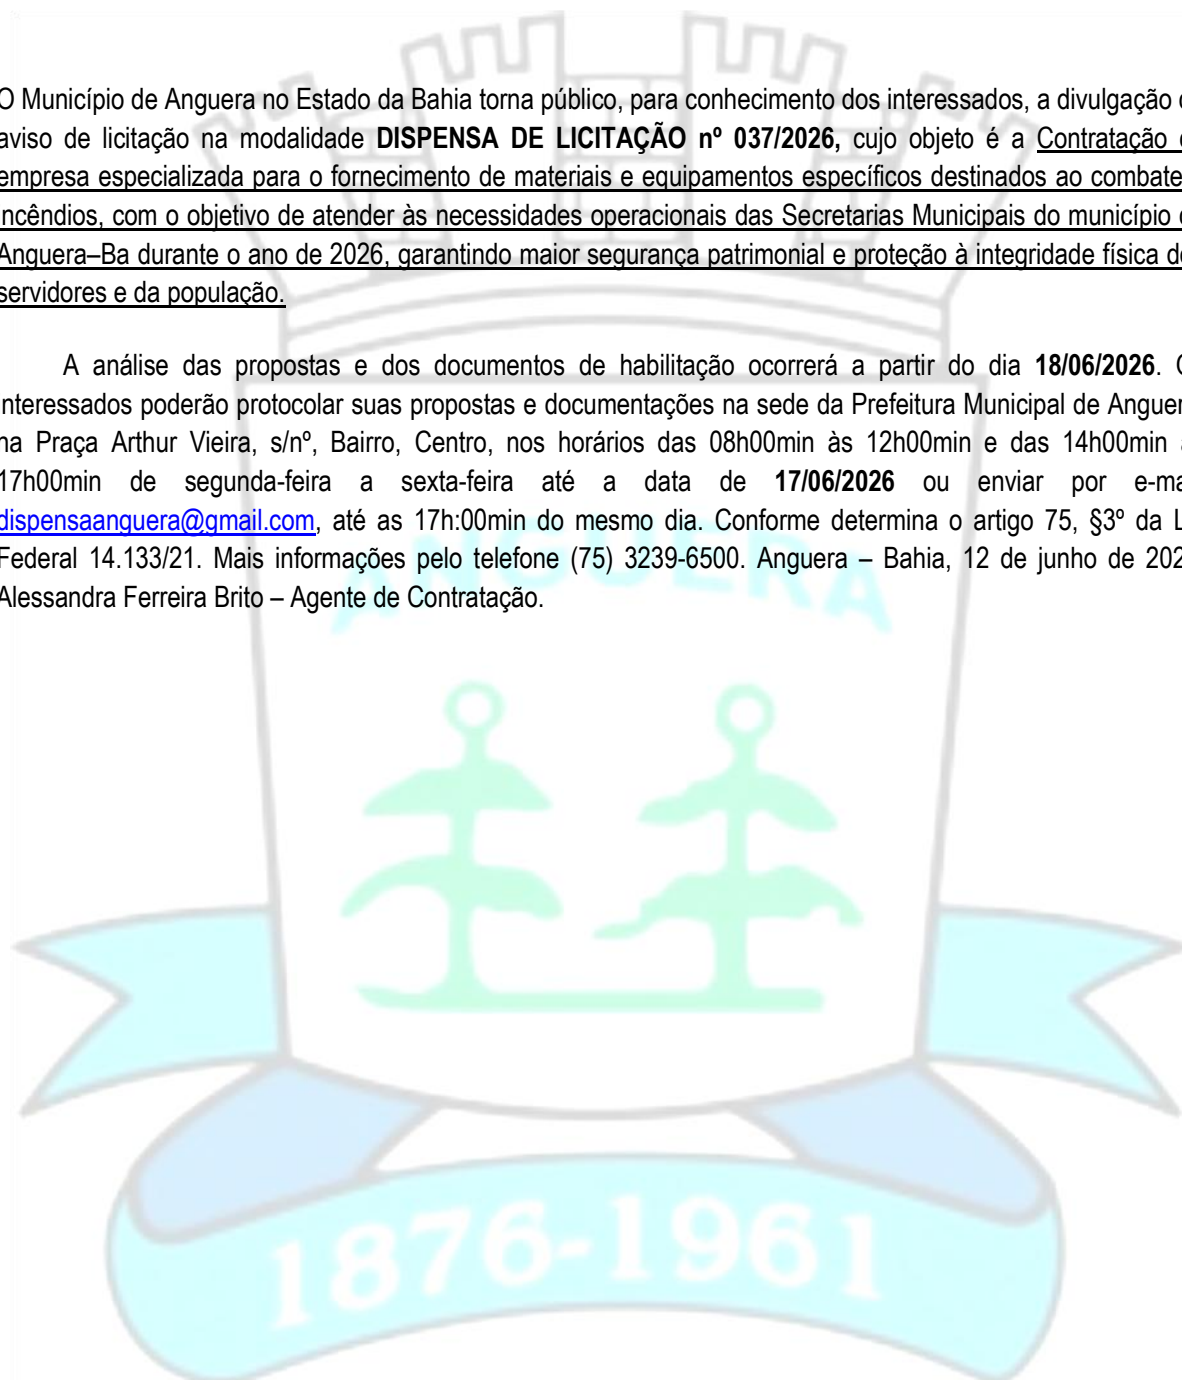 O Município de Anguera no Estado da Bahia torna público, para conhecimento dos interessados, a divulgação
aviso de licitação na modalidade DISPENSA DE LICITAÇÃO nº 037/2026, cujo objeto é a Contratação
empresa especializada para o fornecimento de materiais e equipamentos específicos destinados ao combate
incêndios, com o objetivo de atender às necessidades operacionais das Secretarias Municipais do município
Anguera–Ba durante o ano de 2026, garantindo maior segurança patrimonial e proteção à integridade física
servidores e da população.
A análise das propostas e dos documentos de habilitação ocorrerá a partir do dia 18/06/2026.
interessados poderão protocolar suas propostas e documentações na sede da Prefeitura Municipal de
na Praça Arthur Vieira, s/nº, Bairro, Centro, nos horários das 08h00min às 12h00min e das 14h00min
17h00min de segunda-feira a sexta-feira até a data de 17/06/2026 ou enviar por
dispensaanguera@gmail.com, até as 17h:00min do mesmo dia. Conforme determina o artigo 75, §3º da
Federal 14.133/21. Mais informações pelo telefone (75) 3239-6500. Anguera – Bahia, 12 de junho de
Alessandra Ferreira Brito – Agente de Contratação.
ANGUERA
1876-1961